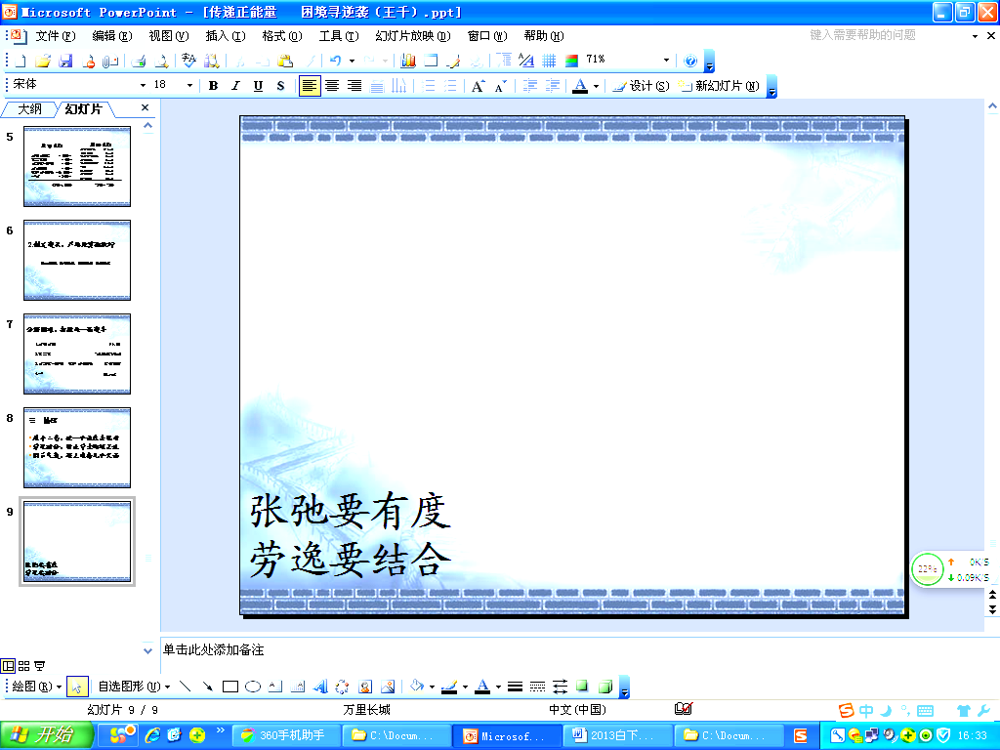 Microsoft PowerPoint - [传递正能量 困境寻逆袭（王千）.ppt]
文件(F) 编辑(E) 视图(V) 插入(I) 格式(O) 工具(T) 幻灯片放映(D) 窗口(W) 帮助(H) 键入需要帮助的问题
71%
宋体 18 B I U S A A A 设计(S) 新幻灯片(N)
大纲 幻灯片
5
6
7
8
9
张弛要有度
劳逸要结合
22%
0K/S
0.09K/S
单击此处添加备注
绘图(R) 自选图形(U)
幻灯片 9 / 9 万里长城 中文(中国)
开始 360手机助手 C:\Docum... Microsof... 2013白下... C:\Docum... 16:33